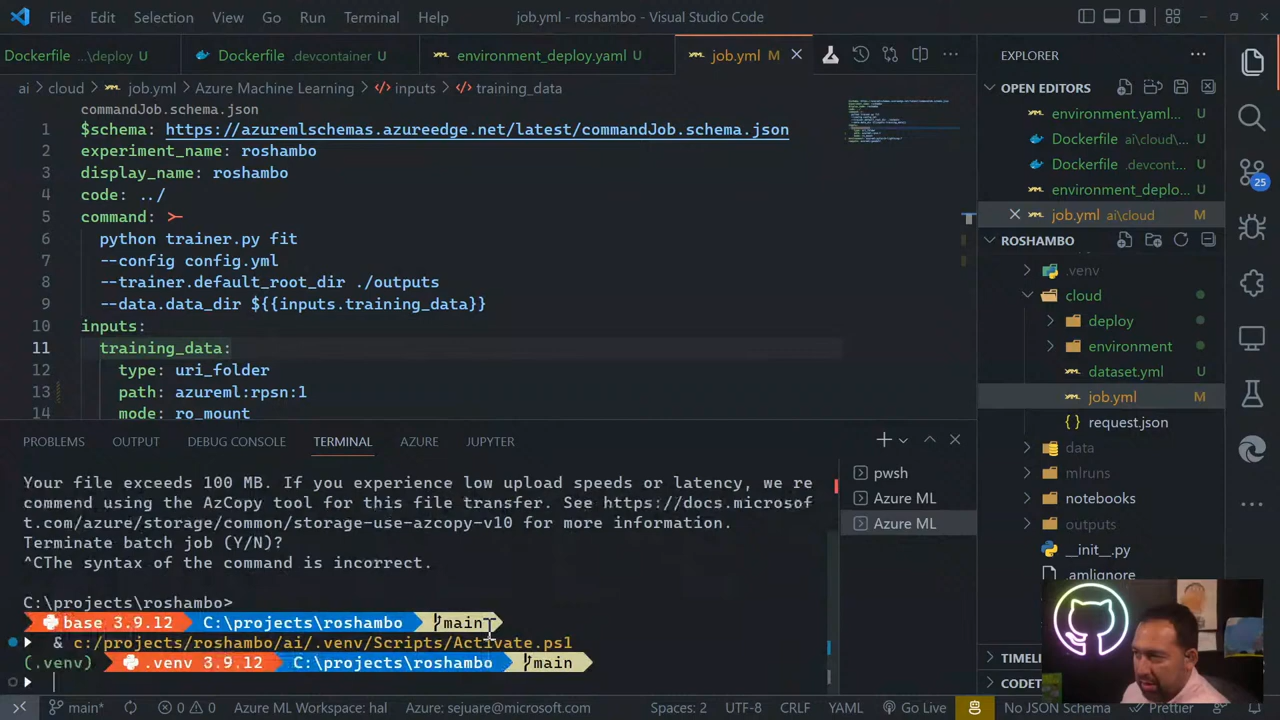 File Edit Selection View Go Run Terminal Help job.yml - roshambo - Visual Studio Code
Dockerfile ...\deploy U Dockerfile .devcontainer U environment_deploy.yaml U job.yml M
ai > cloud > job.yml > Azure Machine Learning > inputs > training_data
commandJob.schema.json
1 $schema: https://azuremlschemas.azureedge.net/latest/commandJob.schema.json
2 experiment_name: roshambo
3 display_name: roshambo
4 code: ../
5 command: >-
6 python trainer.py fit
7 --config config.yml
8 --trainer.default_root_dir ./outputs
9 --data.data_dir ${{inputs.training_data}}
10 inputs:
11 training_data:
12 type: uri_folder
13 path: azureml:rpsn:1
14 mode: ro_mount
PROBLEMS OUTPUT DEBUG CONSOLE TERMINAL AZURE JUPYTER
Your file exceeds 100 MB. If you experience low upload speeds or latency, we re
commend using the AzCopy tool for this file transfer. See https://docs.microsof
t.com/azure/storage/common/storage-use-azcopy-v10 for more information.
Terminate batch job (Y/N)?
^CThe syntax of the command is incorrect.
C:\projects\roshambo>
base 3.9.12 C:\projects\roshambo main
& c:/projects/roshambo/ai/.venv/Scripts/Activate.ps1
(.venv) .venv 3.9.12 C:\projects\roshambo main
pwsh
Azure ML
Azure ML
EXPLORER
OPEN EDITORS
environment.yaml...
U
Dockerfile ai\cloud\... U
Dockerfile .devcont... U
environment_deplo... U
job.yml ai\cloud M
ROSHAMBO
.venv
cloud
deploy
environment
dataset.yml U
job.yml M
request.json
data
mlruns
notebooks
outputs
__init__.py
.amlignore
TIMELI
CODET
25
main* 0 0 Azure ML Workspace: hal Azure: sejuare@microsoft.com Spaces: 2 UTF-8 CRLF YAML Go Live No JSON Schema Prettier